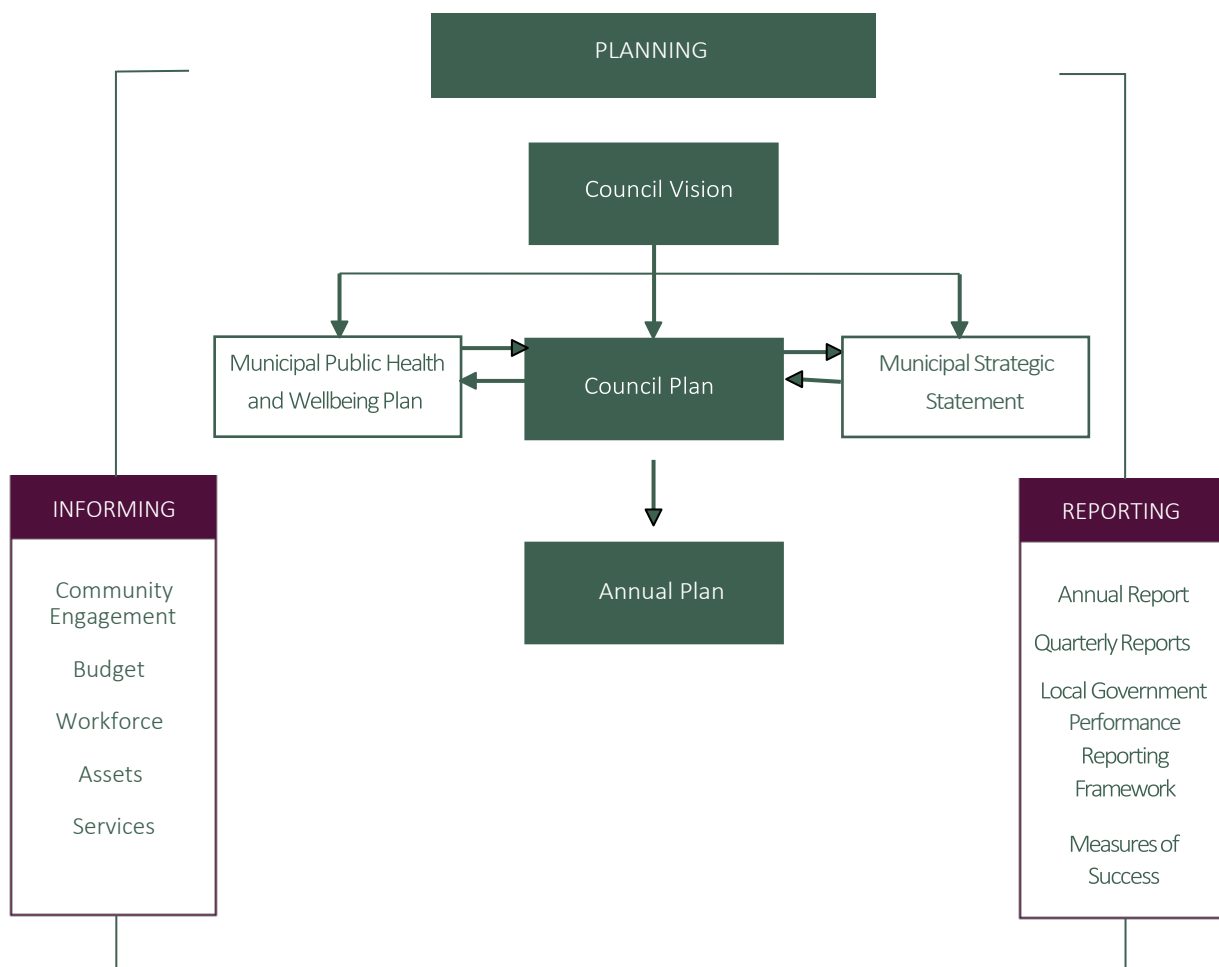 PLANNING
Council Vision
Municipal Public Health
and Wellbeing Plan
Council Plan
Municipal Strategic
Statement
Annual Plan
INFORMING
Community
Engagement
Budget
Workforce
Assets
Services
REPORTING
Annual Report
Quarterly Reports
Local Government
Performance
Reporting
Framework
Measures of
Success